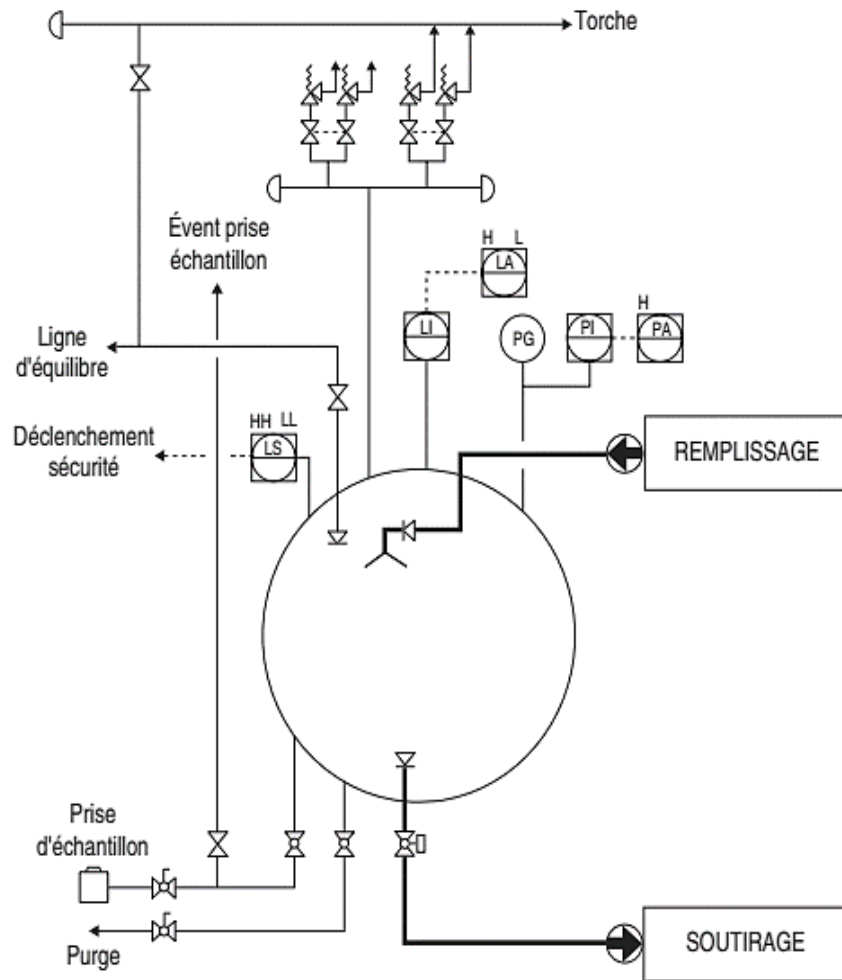 Torche
Évent prise
échantillon
H L
LA
H
LI
PG
PI
PA
Ligne
d'équilibre
HH LL
Déclenchement
sécurité
LS
REMPLISSAGE
Prise
d'échantillon
Purge
SOUTIRAGE